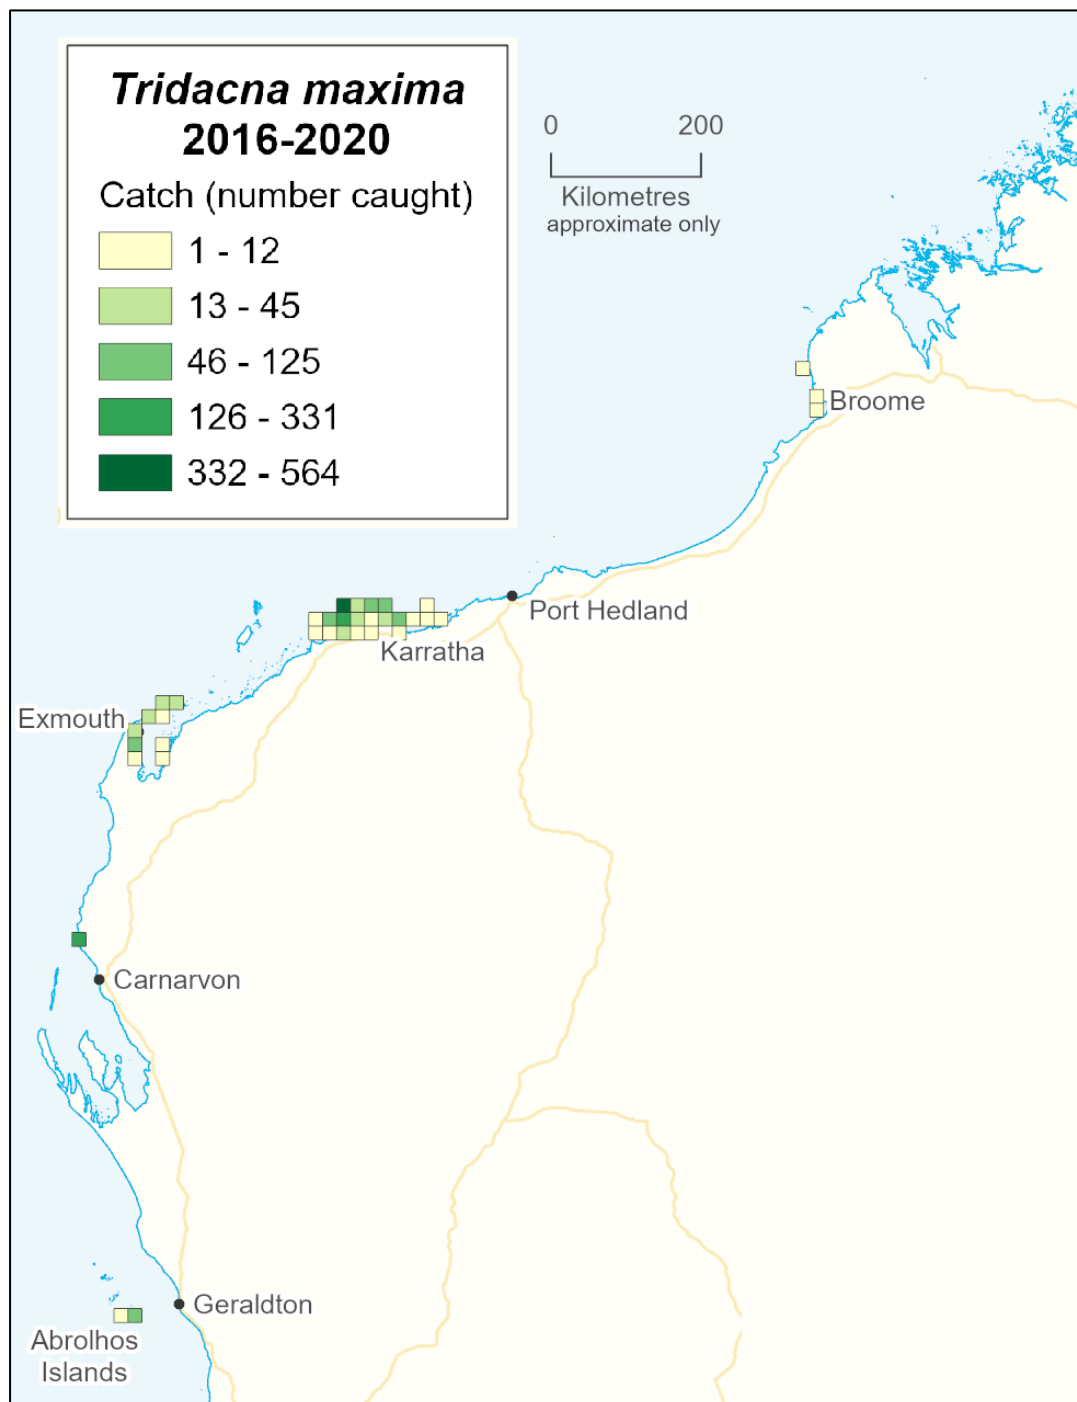 Tridacna maxima
2016-2020
Catch (number caught)
1 - 12
13 - 45
46 - 125
126 - 331
332 - 564
0 200
Kilometres
approximate only
Broome
Port Hedland
Karratha
Exmouth
Carnarvon
Geraldton
Abrolhos
Islands